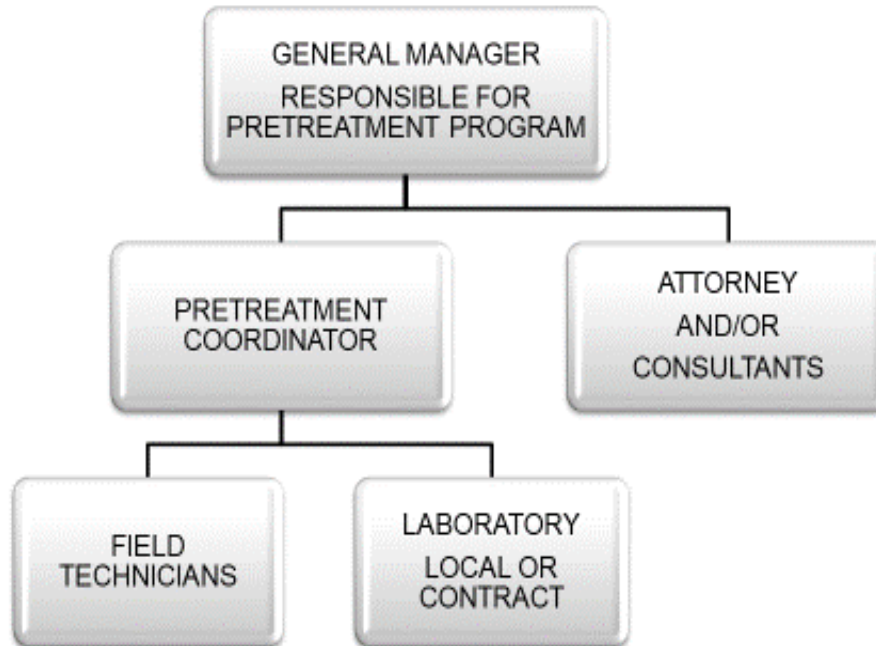 GENERAL MANAGER
RESPONSIBLE FOR
PRETREATMENT PROGRAM
PRETREATMENT
COORDINATOR
ATTORNEY
AND/OR
CONSULTANTS
FIELD
TECHNICIANS
LABORATORY
LOCAL OR
CONTRACT